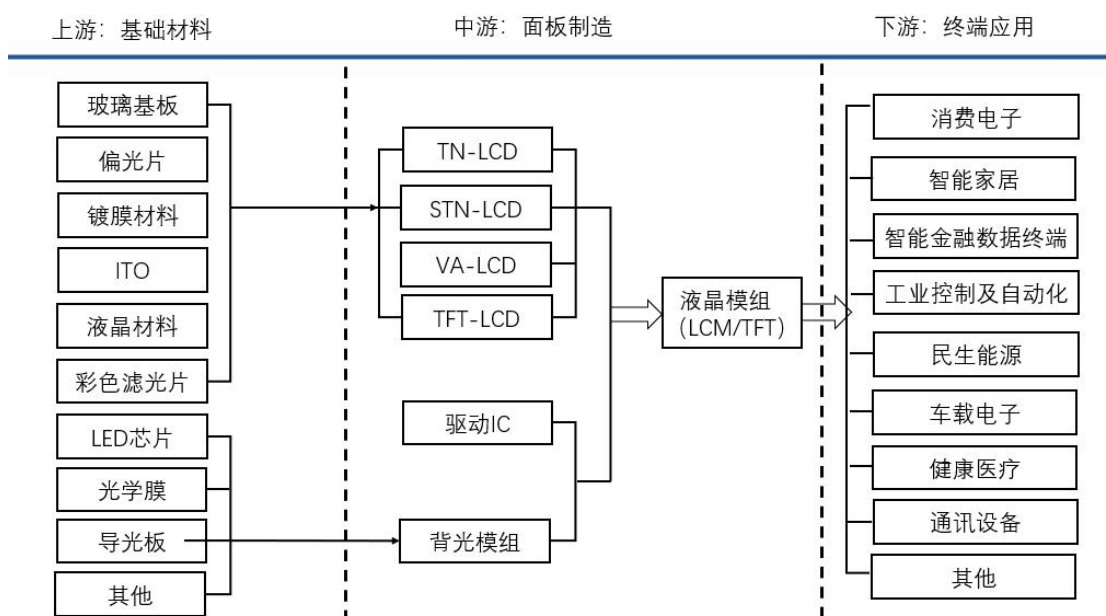 上游：基础材料
中游：面板制造
下游：终端应用
玻璃基板
偏光片
镀膜材料
ITO
液晶材料
彩色滤光片
LED芯片
光学膜
导光板
其他
TN-LCD
STN-LCD
VA-LCD
TFT-LCD
驱动IC
背光模组
液晶模组
(LCM/TFT)
消费电子
智能家居
智能金融数据终端
工业控制及自动化
民生能源
车载电子
健康医疗
通讯设备
其他